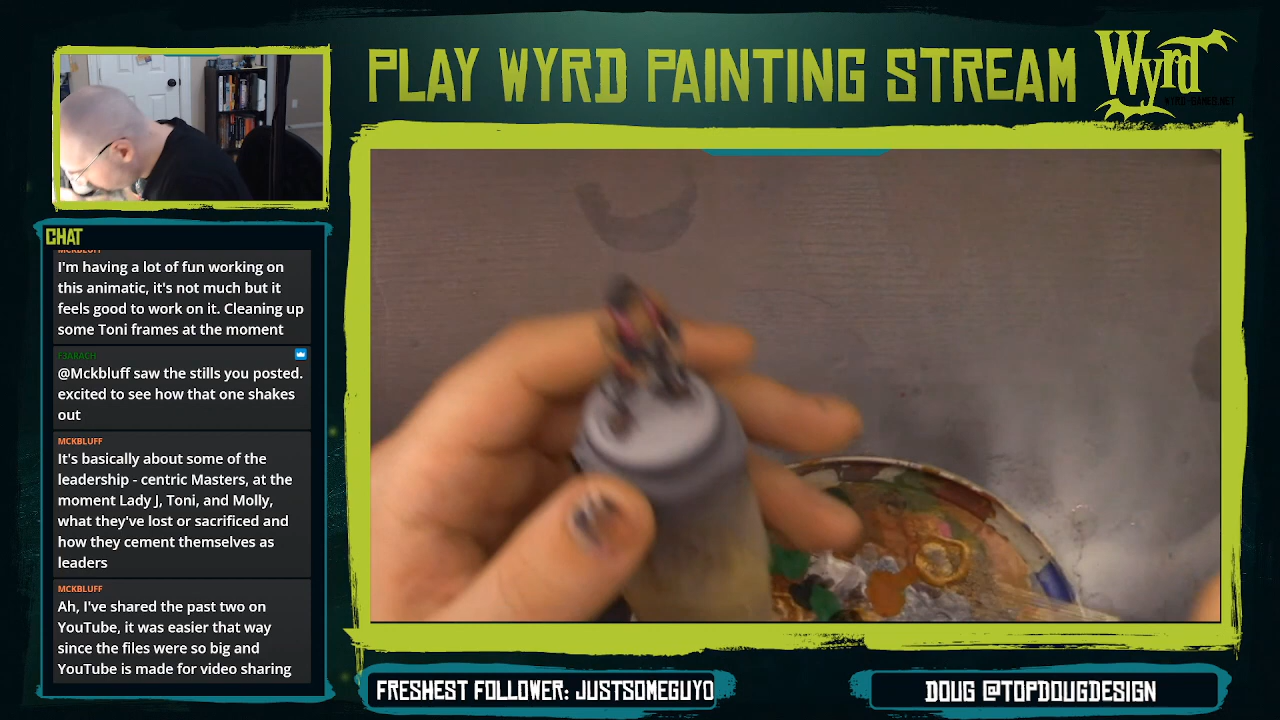 PLAY WYRD PAINTING STREAM
Wyrd
WYRD-GAMES.NET
CHAT
MCKBLUFF
I'm having a lot of fun working on
this animatic, it's not much but it
feels good to work on it. Cleaning up
some Toni frames at the moment
F3ARACH
@Mckbluff saw the stills you posted.
excited to see how that one shakes
out
MCKBLUFF
It's basically about some of the
leadership - centric Masters, at the
moment Lady J, Toni, and Molly,
what they've lost or sacrificed and
how they cement themselves as
leaders
MCKBLUFF
Ah, I've shared the past two on
YouTube, it was easier that way
since the files were so big and
YouTube is made for video sharing
FRESHEST FOLLOWER: JUSTSOMEGUYO
DOUG @TOPDOUGDESIGN